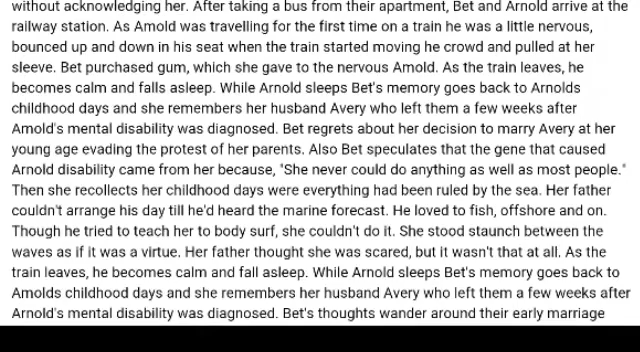 without acknowledging her. After taking a bus from their apartment, Bet and Arnold arrive at the
railway station. As Amold was travelling for the first time on a train he was a little nervous,
bounced up and down in his seat when the train started moving he crowd and pulled at her
sleeve. Bet purchased gum, which she gave to the nervous Amold. As the train leaves, he
becomes calm and falls asleep. While Arnold sleeps Bet's memory goes back to Arnolds
childhood days and she remembers her husband Avery who left them a few weeks after
Amold's mental disability was diagnosed. Bet regrets about her decision to marry Avery at her
young age evading the protest of her parents. Also Bet speculates that the gene that caused
Arnold disability came from her because, "She never could do anything as well as most people."
Then she recollects her childhood days were everything had been ruled by the sea. Her father
couldn't arrange his day till he'd heard the marine forecast. He loved to fish, offshore and on.
Though he tried to teach her to body surf, she couldn't do it. She stood staunch between the
waves as if it was a virtue. Her father thought she was scared, but it wasn't that at all. As the
train leaves, he becomes calm and fall asleep. While Arnold sleeps Bet's memory goes back to
Amolds childhood days and she remembers her husband Avery who left them a few weeks after
Arnold's mental disability was diagnosed. Bet's thoughts wander around their early marriage